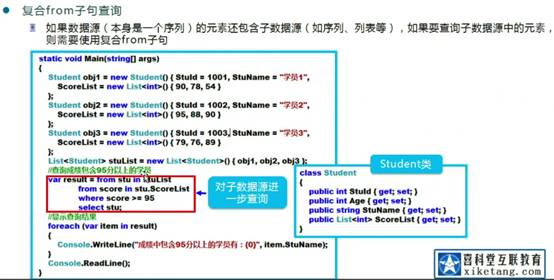 复合from子句查询
如果数据源（本身是一个序列）的元素还包含子数据源（如序列、列表等），如果要查询子数据源中的元素，
则需要使用复合from子句
static void Main(string[] args)
{
Student obj1 = new Student() { StuId = 1001, StuName = "学员1",
ScoreList = new List<int>() { 90, 78, 54 }
};
Student obj2 = new Student() { StuId = 1002, StuName = "学员2",
ScoreList = new List<int>() { 95, 88, 90 }
};
Student obj3 = new Student() { StuId = 1003, StuName = "学员3",
ScoreList = new List<int>() { 79, 76, 89 }
};
List<Student> stuList = new List<Student>() { obj1, obj2, obj3 };
//查询成绩包含95分以上的学员
var result = from stu in stuList
from score in stu.ScoreList
where score >= 95
select stu;
//显示查询结果
foreach (var item in result)
{
Console.WriteLine("成绩中包含95分以上的学员有：{0}", item.StuName);
}
Console.ReadLine();
}
对子数据源进
一步查询
Student类
class Student
{
public int StuId { get; set; }
public int Age { get; set; }
public string StuName { get; set; }
public List<int> ScoreList { get; set; }
}
喜科堂互联教育
xiketang.com